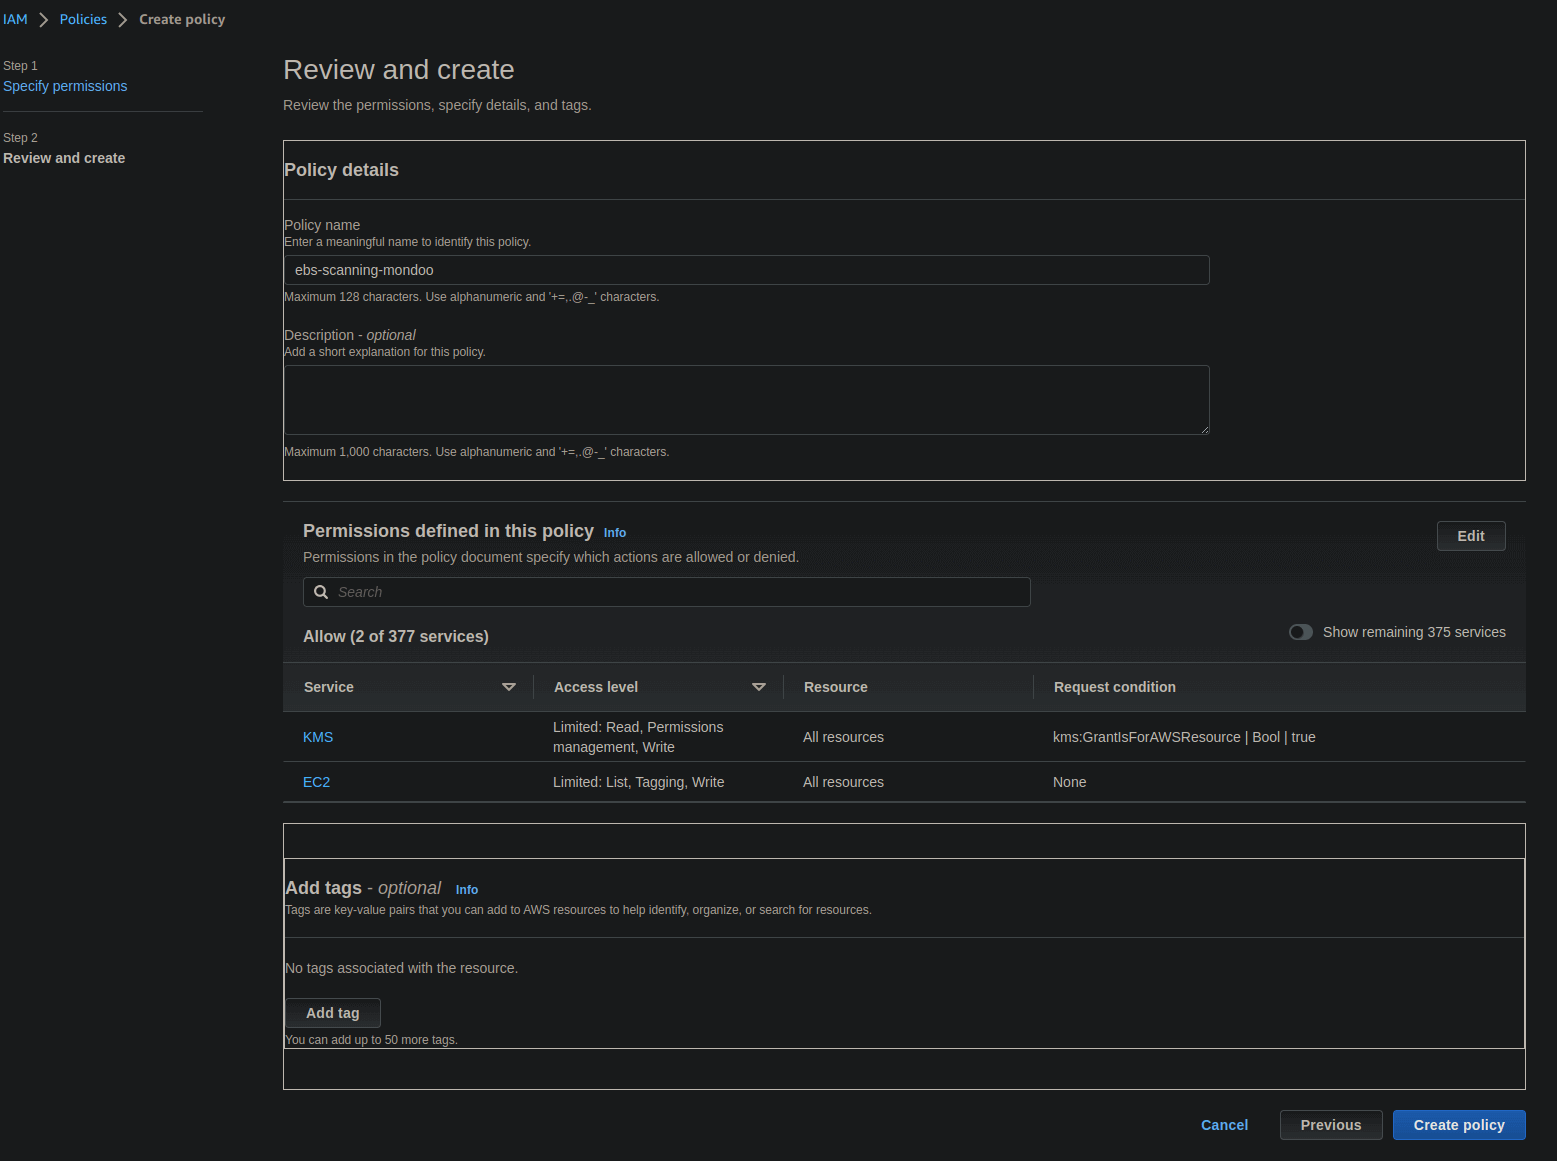 IAM > Policies > Create policy
Step 1
Specify permissions
Step 2
Review and create
Review and create
Review the permissions, specify details, and tags.
Policy details
Policy name
Enter a meaningful name to identify this policy.
ebs-scanning-mondoo
Maximum 128 characters. Use alphanumeric and '+=,.@-_' characters.
Description - optional
Add a short explanation for this policy.
Maximum 1,000 characters. Use alphanumeric and '+=,.@-_' characters.
Permissions defined in this policy Info
Edit
Permissions in the policy document specify which actions are allowed or denied.
Search
Allow (2 of 377 services)
Show remaining 375 services
Service Access level Resource Request condition
KMS Limited: Read, Permissions management, Write All resources kms:GrantIsForAWSResource | Bool | true
EC2 Limited: List, Tagging, Write All resources None
Add tags - optional Info
Tags are key-value pairs that you can add to AWS resources to help identify, organize, or search for resources.
No tags associated with the resource.
Add tag
You can add up to 50 more tags.
Cancel Previous Create policy